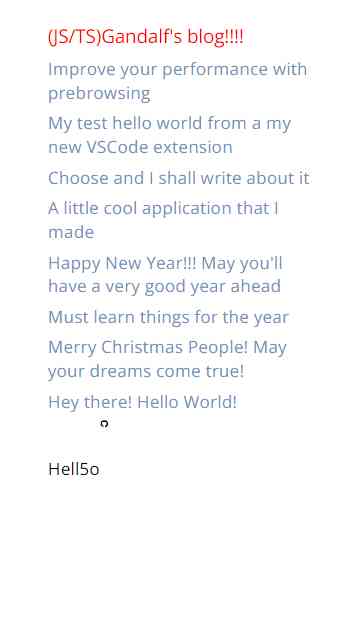 (JS/TS)Gandalf's blog!!!!
Improve your performance with
prebrowsing
My test hello world from a my
new VSCode extension
Choose and I shall write about it
A little cool application that I
made
Happy New Year!!! May you'll
have a very good year ahead
Must learn things for the year
Merry Christmas People! May
your dreams come true!
Hey there! Hello World!
Hell5o